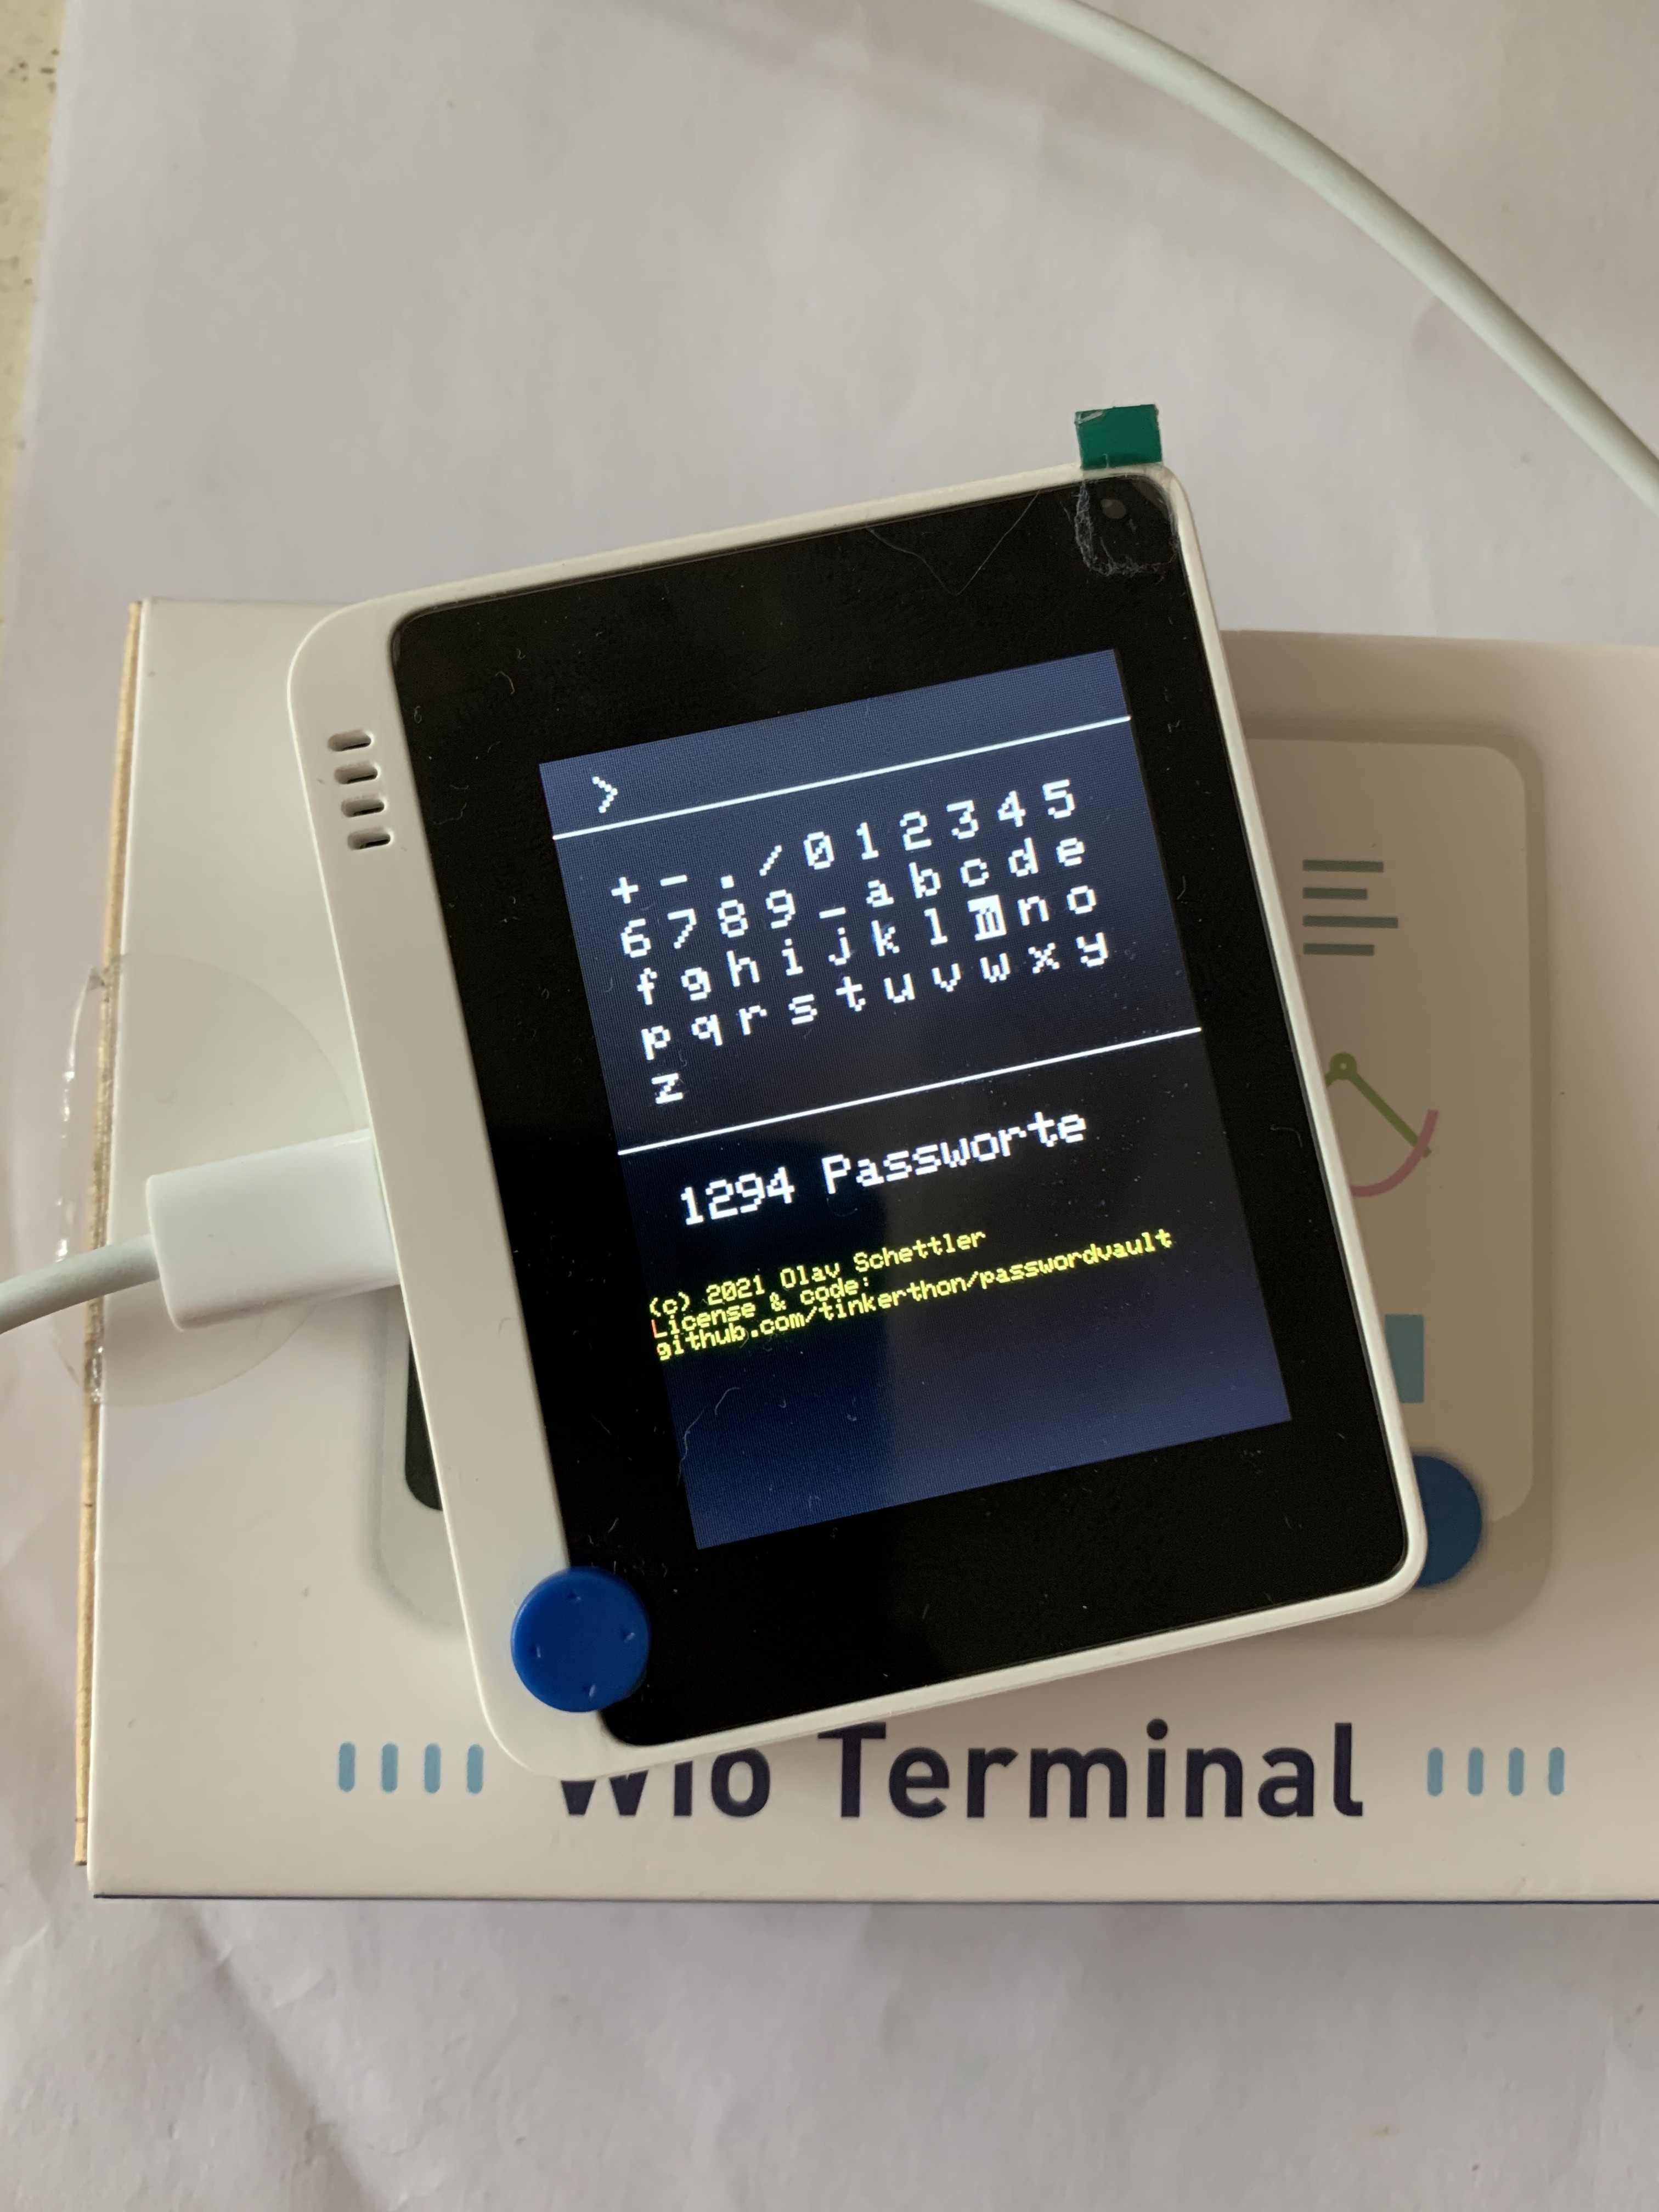 >
+ - . / 0 1 2 3 4 5
6 7 8 9 _ a b c d e
f g h i j k l m n o
p q r s t u v w x y
z
1294 Passworte
(c) 2021 Olav Schettler
License & code:
github.com/tinkerthon/passwordvault
Wio Terminal